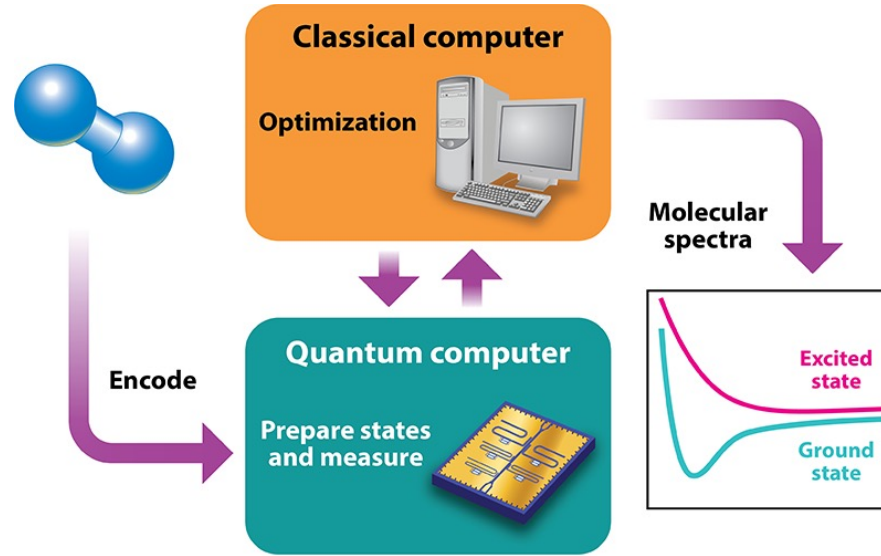 Classical computer
Optimization
Molecular
spectra
Encode
Quantum computer
Prepare states
and measure
Excited
state
Ground
state